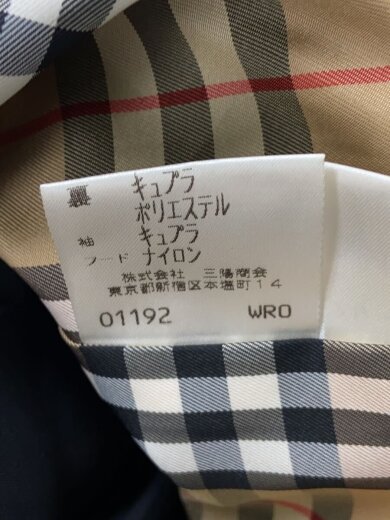 裏 キュプラ
ポリエステル
袖 キュプラ
フード ナイロン
株式会社 三陽商会
東京都新宿区本塩町14
01192 WRO